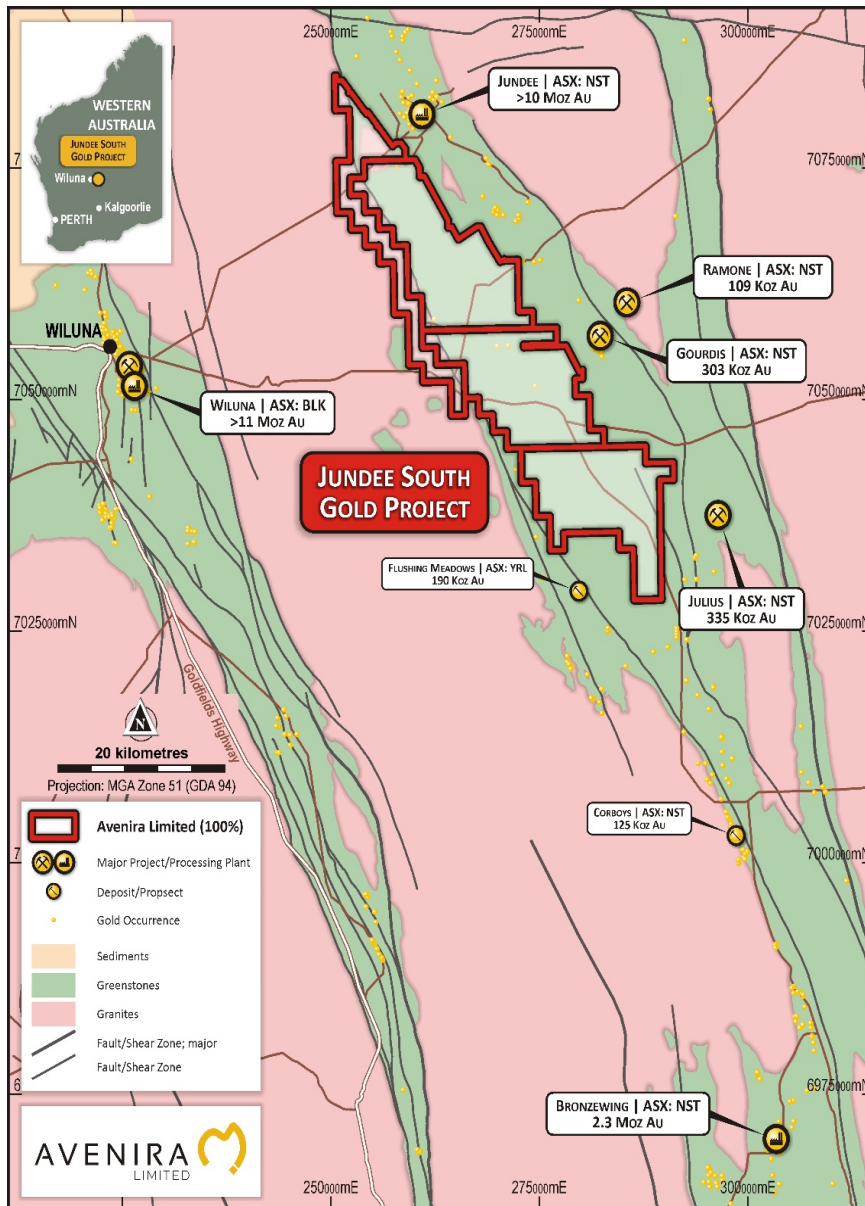 250000mE
275000mE
300000mE
WESTERN
AUSTRALIA
JUNDEE SOUTH
GOLD PROJECT
Wiluna
Kalgoorlie
PERTH
JUNDEE | ASX: NST
>10 MOZ AU
7075000mN
RAMONE | ASX: NST
109 KOZ AU
GOURDIS | ASX: NST
303 KOZ AU
WILUNA
7050000mN
WILUNA | ASX: BLK
>11 MOZ AU
JUNDEE SOUTH
GOLD PROJECT
FLUSHING MEADOWS | ASX: YRL
190 KOZ AU
JULIUS | ASX: NST
335 KOZ AU
7025000mN
7025000mN
Goldfields Highway
N
20 kilometres
Projection: MGA Zone 51 (GDA 94)
CORBOYS | ASX: NST
125 KOZ AU
7000000mN
Avenira Limited (100%)
Major Project/Processing Plant
Deposit/Propsect
Gold Occurrence
Sediments
Greenstones
Granites
Fault/Shear Zone; major
Fault/Shear Zone
6975000mN
BRONZEWING | ASX: NST
2.3 MOZ AU
AVENIRA
LIMITED
250000mE
275000mE
300000mE